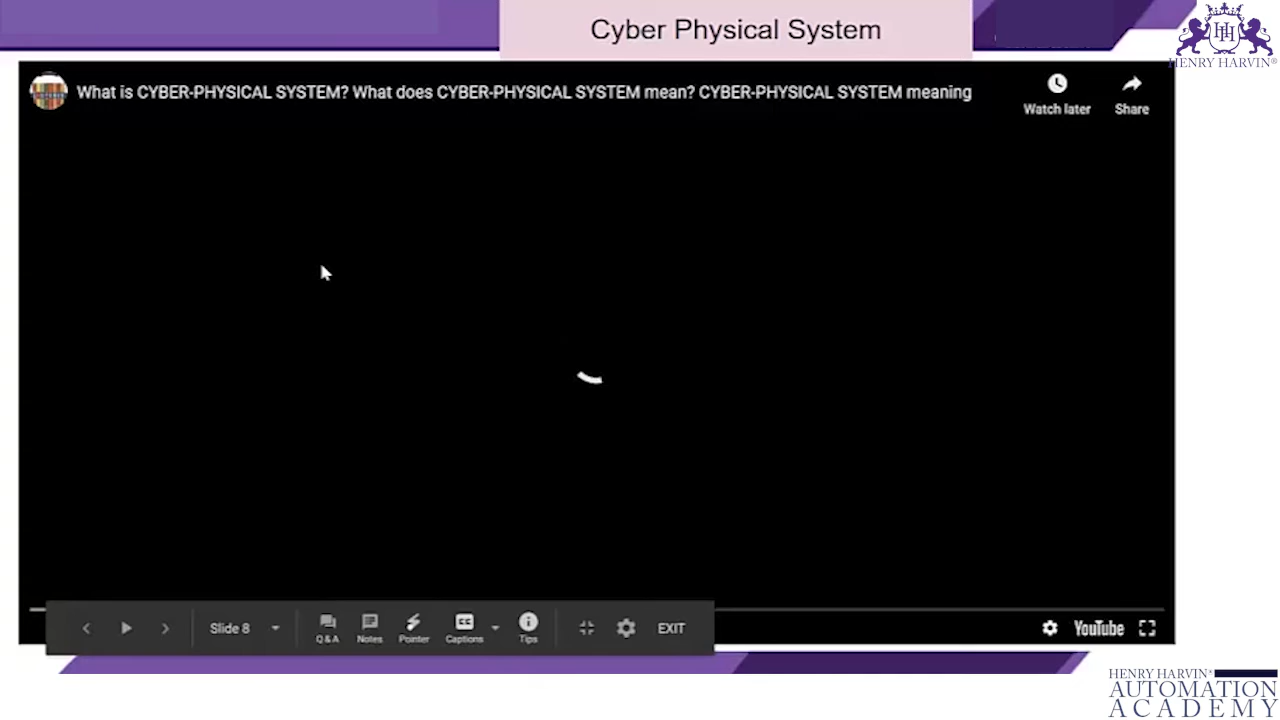 Cyber Physical System
HENRY HARVIN®
What is CYBER-PHYSICAL SYSTEM? What does CYBER-PHYSICAL SYSTEM mean? CYBER-PHYSICAL SYSTEM meaning
Watch later
Share
Slide 8
Q & A
Notes
Pointer
Captions
Tips
EXIT
YouTube
HENRY HARVIN
AUTOMATION
ACADEMY